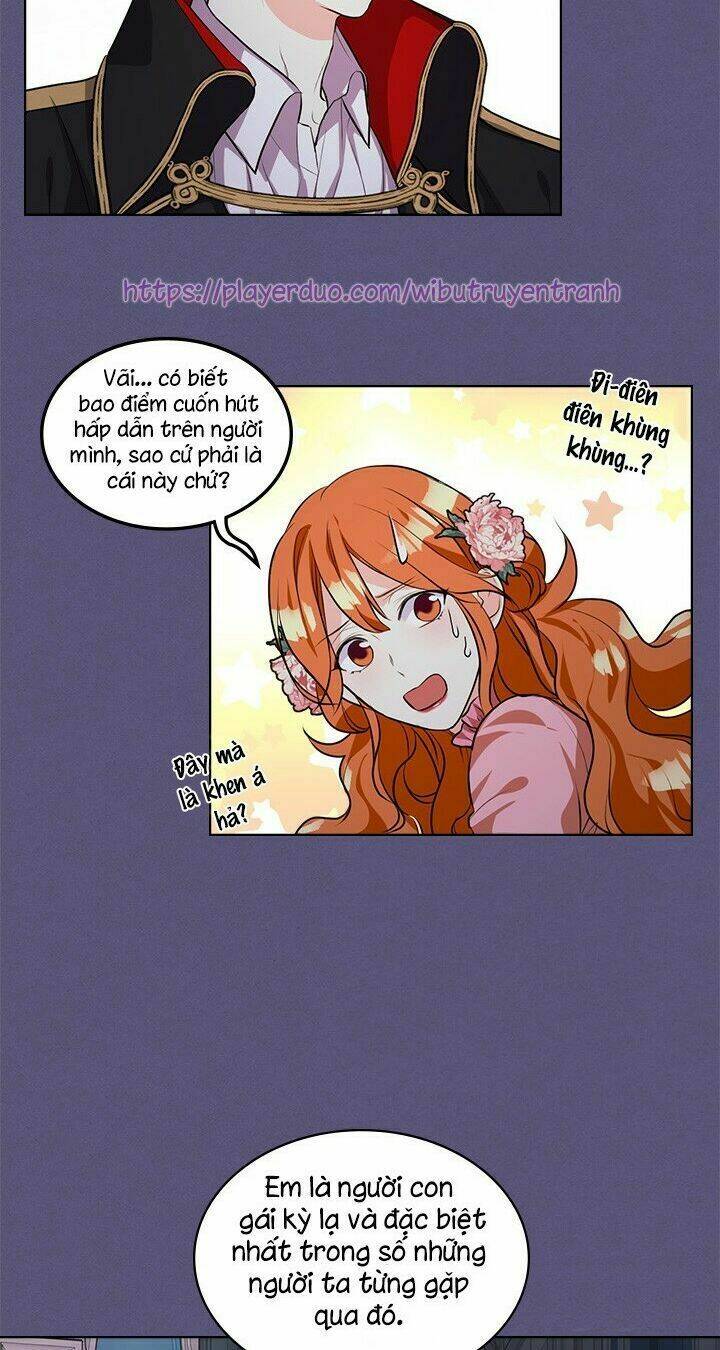 https://playerduo.com/wibutruyentranh
Vãi... có biết
bao điểm cuốn hút
hấp dẫn trên người
mình, sao cứ phải là
cái này chứ?
Đi-điên
điên khùng
khùng...?
Đây mà
là khen á
hả?
Em là người con
gái kỳ lạ và đặc biệt
nhất trong số những
người ta từng gặp
qua đó.